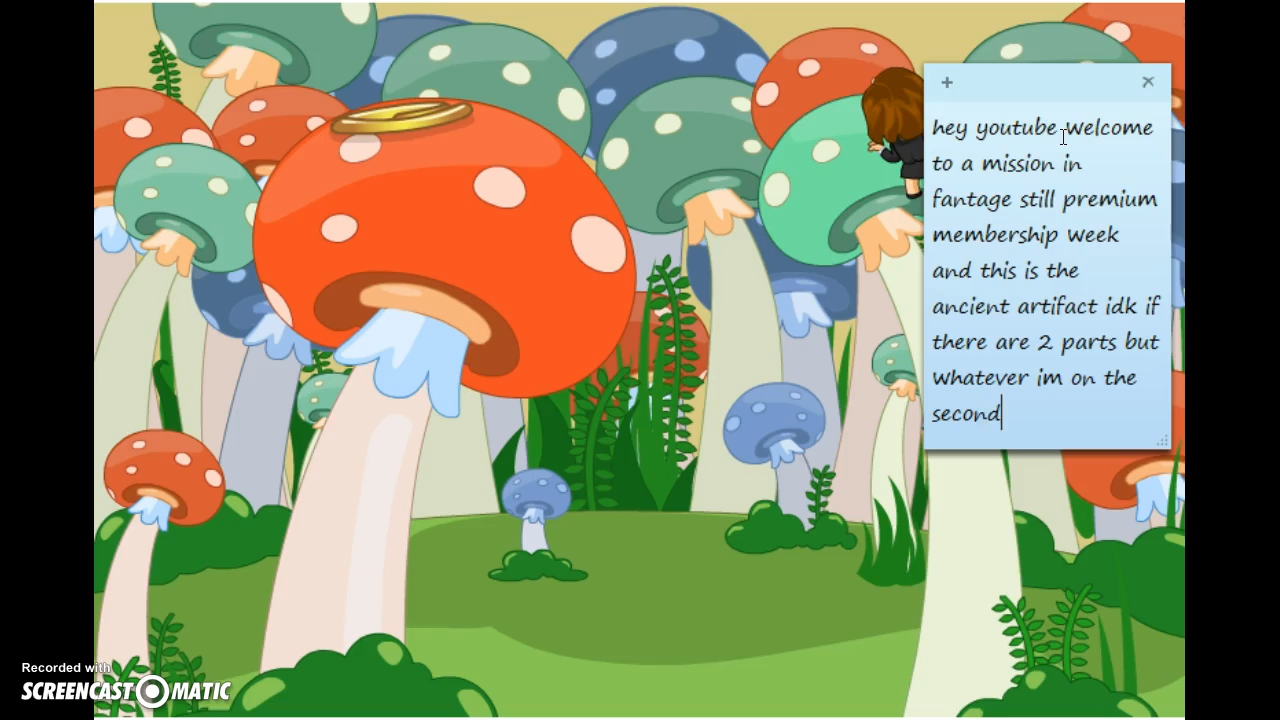 hey youtube welcome
to a mission in
fantage still premium
membership week
and this is the
ancient artifact idk if
there are 2 parts but
whatever im on the
second
Recorded with
SCREENCAST O MATIC